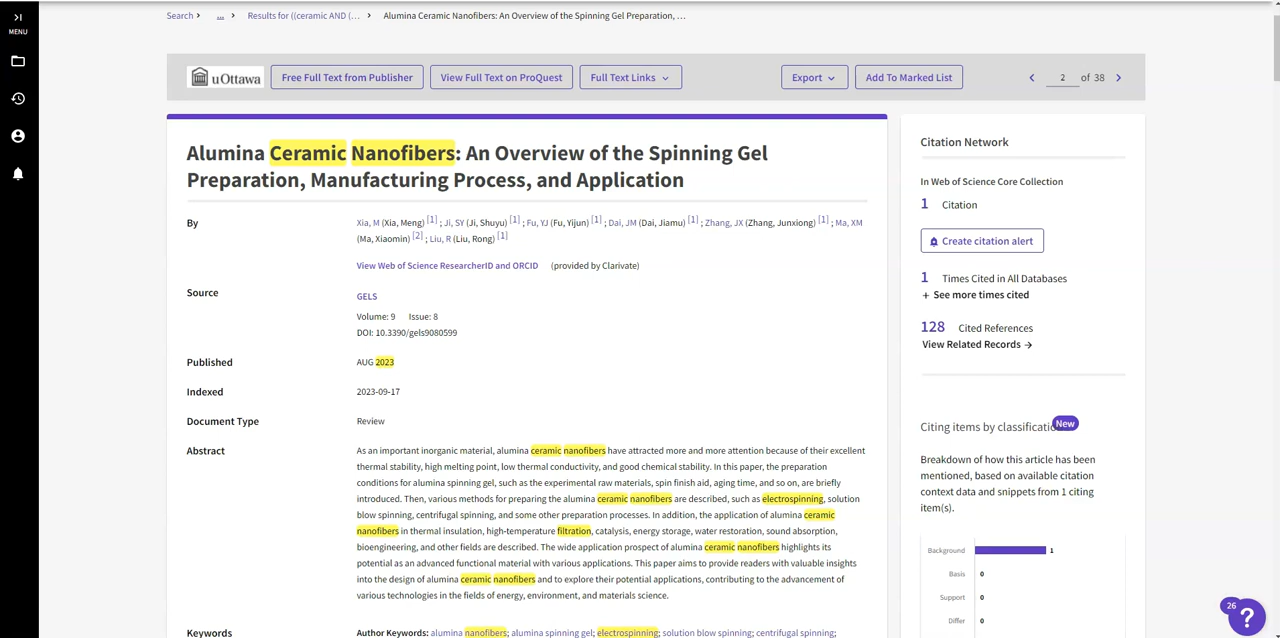 MENU
Search > ... > Results for ((ceramic AND (… > Alumina Ceramic Nanofibers: An Overview of the Spinning Gel Preparation, …
uOttawa Free Full Text from Publisher View Full Text on ProQuest Full Text Links Export Add To Marked List 2 of 38
Alumina Ceramic Nanofibers: An Overview of the Spinning Gel
Preparation, Manufacturing Process, and Application
By
Xia, M (Xia, Meng) [1] ; Ji, SY (Ji, Shuyu) [1] ; Fu, YJ (Fu, Yijun) [1] ; Dai, JM (Dai, Jiamu) [1] ; Zhang, JX (Zhang, Junxiong) [1] ; Ma, XM
(Ma, Xiaomin) [2] ; Liu, R (Liu, Rong) [1]
View Web of Science ResearcherID and ORCID (provided by Clarivate)
Source
GELS
Volume: 9 Issue: 8
DOI: 10.3390/gels9080599
Published
AUG 2023
Indexed
2023-09-17
Document Type
Review
Abstract
As an important inorganic material, alumina ceramic nanofibers have attracted more and more attention because of their excellent
thermal stability, high melting point, low thermal conductivity, and good chemical stability. In this paper, the preparation
conditions for alumina spinning gel, such as the experimental raw materials, spin finish aid, aging time, and so on, are briefly
introduced. Then, various methods for preparing the alumina ceramic nanofibers are described, such as electrospinning, solution
blow spinning, centrifugal spinning, and some other preparation processes. In addition, the application of alumina ceramic
nanofibers in thermal insulation, high-temperature filtration, catalysis, energy storage, water restoration, sound absorption,
bioengineering, and other fields are described. The wide application prospect of alumina ceramic nanofibers highlights its
potential as an advanced functional material with various applications. This paper aims to provide readers with valuable insights
into the design of alumina ceramic nanofibers and to explore their potential applications, contributing to the advancement of
various technologies in the fields of energy, environment, and materials science.
Keywords
Author Keywords: alumina nanofibers; alumina spinning gel; electrospinning; solution blow spinning; centrifugal spinning;
Citation Network
In Web of Science Core Collection
1 Citation
Create citation alert
1 Times Cited in All Databases
+ See more times cited
128 Cited References
View Related Records →
Citing items by classificatio New
Breakdown of how this article has been
mentioned, based on available citation
context data and snippets from 1 citing
item(s).
Background 1
Basis 0
Support 0
Differ 0
26
?